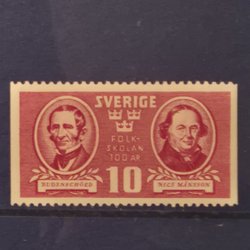 SVERIGE
FOLK-
SKOLAN
100 ÅR
RUDENSCHÖLD
10
NILS MÅNSSON